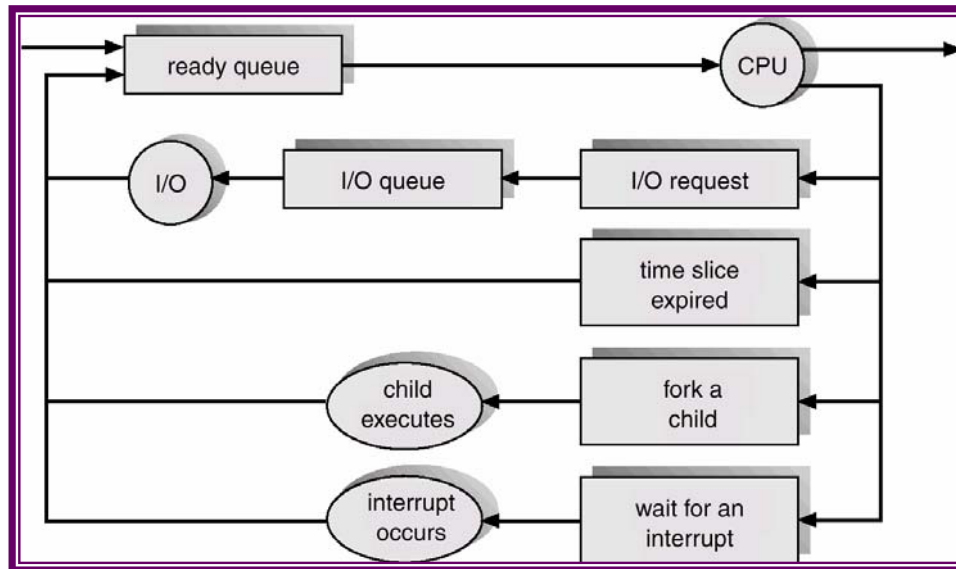 ready queue
CPU
I/O
I/O queue
I/O request
time slice
expired
child
executes
fork a
child
interrupt
occurs
wait for an
interrupt